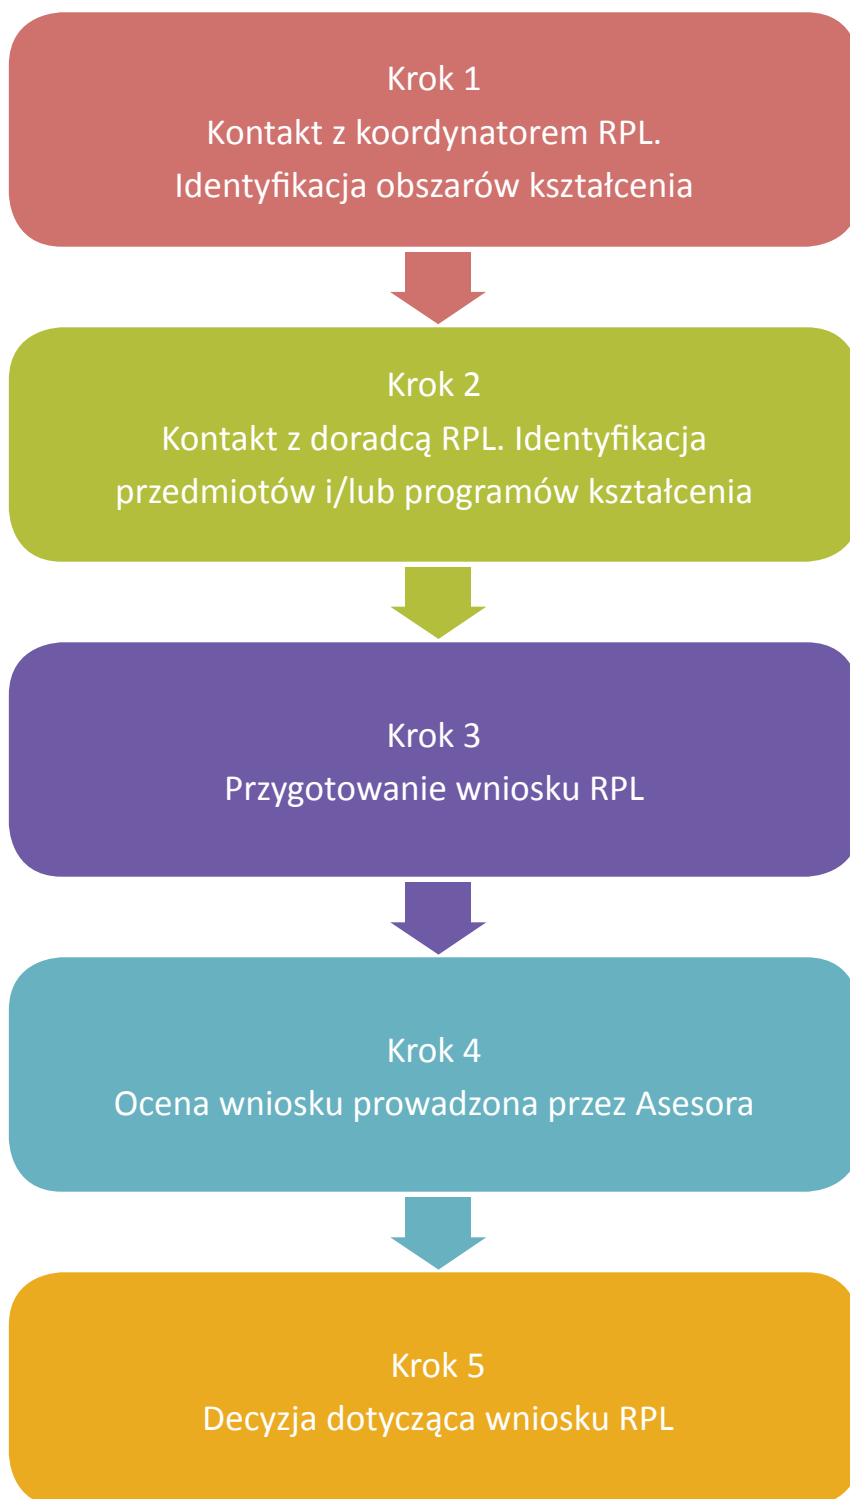 Krok 1
Kontakt z koordynatorem RPL.
Identyfikacja obszarów kształcenia
Krok 2
Kontakt z doradcą RPL. Identyfikacja
przedmiotów i/lub programów kształcenia
Krok 3
Przygotowanie wniosku RPL
Krok 4
Ocena wniosku prowadzona przez Asesora
Krok 5
Decyzja dotycząca wniosku RPL